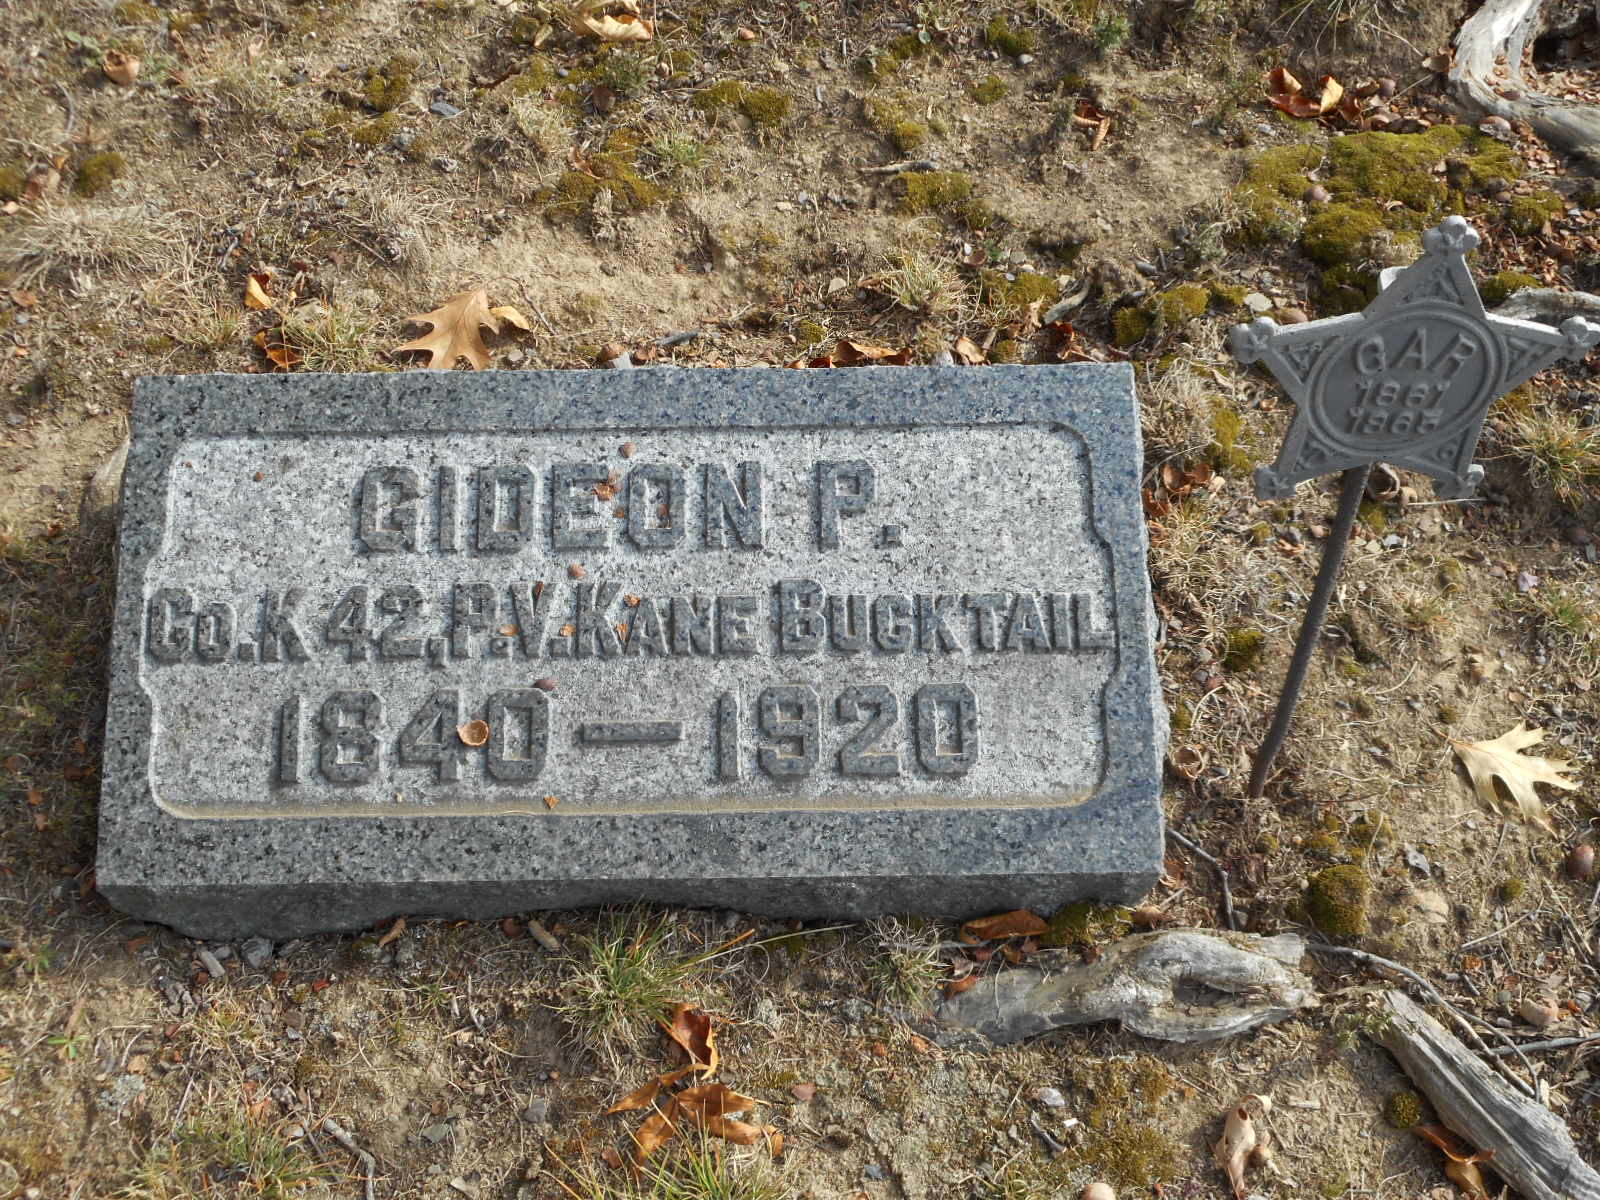 GIDEON P.
CO. K 42, P. V. KANE BUCKTAIL
1840 — 1920
GAR
1861
1865